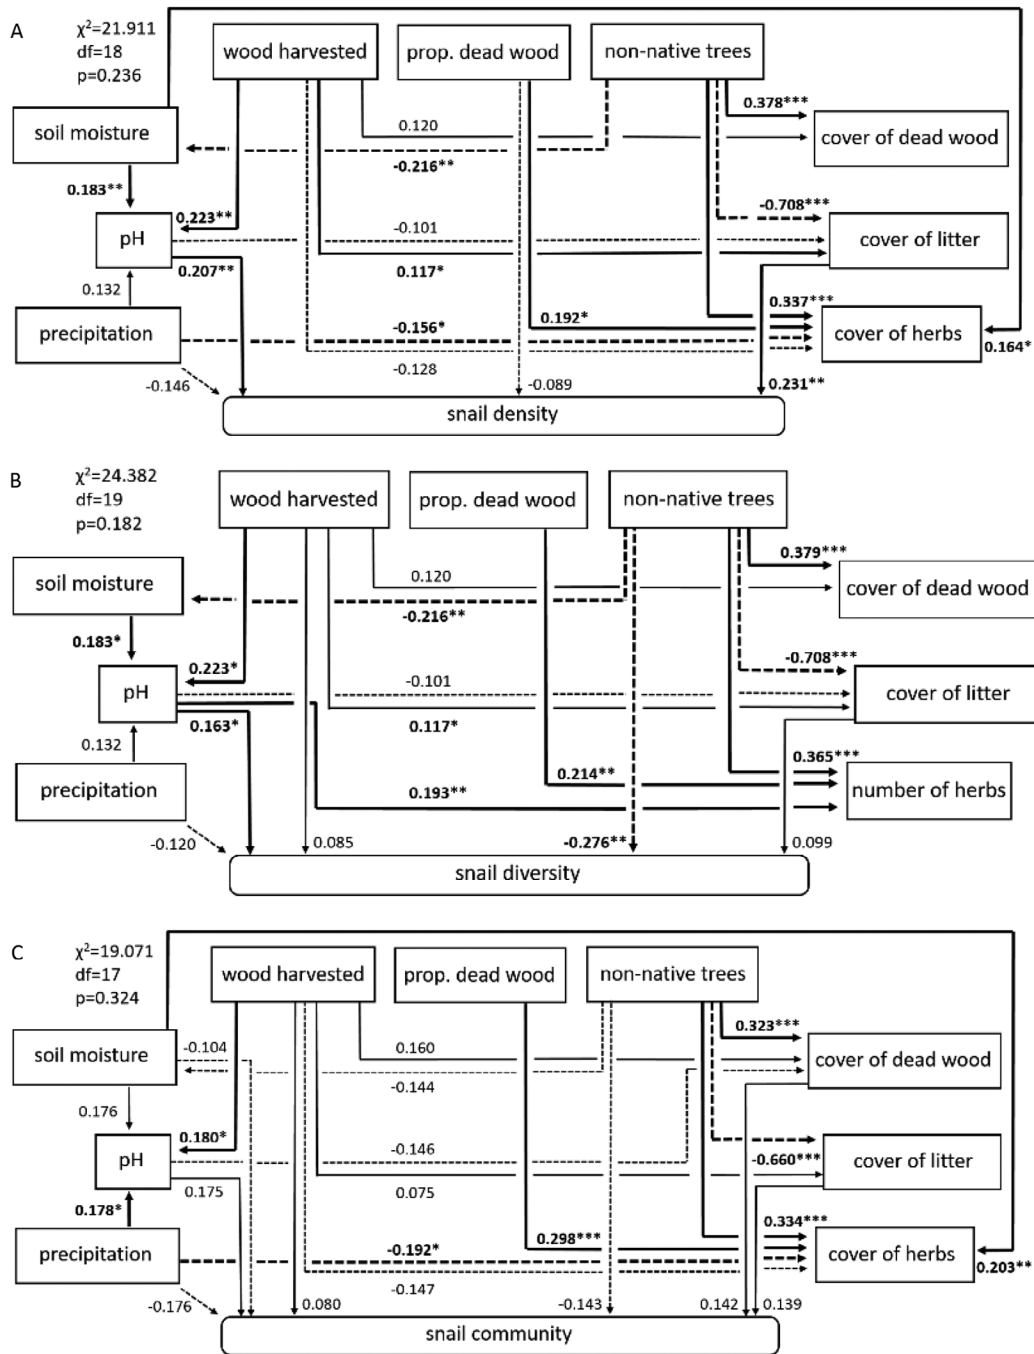 A
χ²=21.911
df=18
p=0.236
wood harvested
prop. dead wood
non-native trees
0.378***
soil moisture
0.120
cover of dead wood
-0.216**
0.183**
-0.708***
0.223**
pH
-0.101
cover of litter
0.207**
0.117*
0.132
0.337***
precipitation
-0.156*
0.192*
cover of herbs
0.164*
-0.128
-0.146
-0.089
0.231**
snail density
B
χ²=24.382
df=19
p=0.182
wood harvested
prop. dead wood
non-native trees
0.379***
soil moisture
0.120
cover of dead wood
-0.216**
0.183*
-0.708***
0.223*
pH
-0.101
cover of litter
0.163*
0.117*
0.132
0.365***
precipitation
0.193**
0.214**
number of herbs
-0.120
0.085
-0.276**
0.099
snail diversity
C
χ²=19.071
df=17
p=0.324
wood harvested
prop. dead wood
non-native trees
0.323***
soil moisture
-0.104
0.160
cover of dead wood
-0.144
0.176
0.180*
pH
-0.146
-0.660***
cover of litter
0.175
0.075
0.178*
0.334***
precipitation
-0.192*
0.298***
cover of herbs
0.203**
-0.147
-0.176
0.080
-0.143
0.142
0.139
snail community